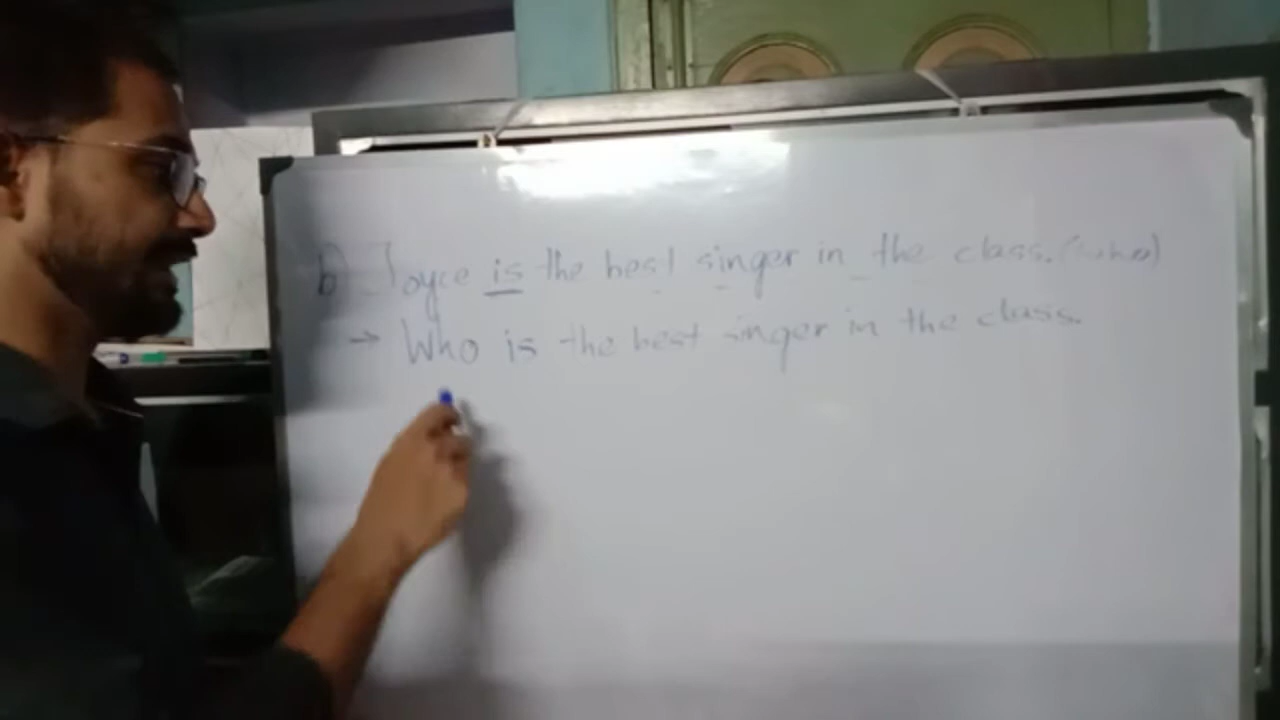 b) Joyce is the best singer in the class. (who)
→ Who is the best singer in the class.